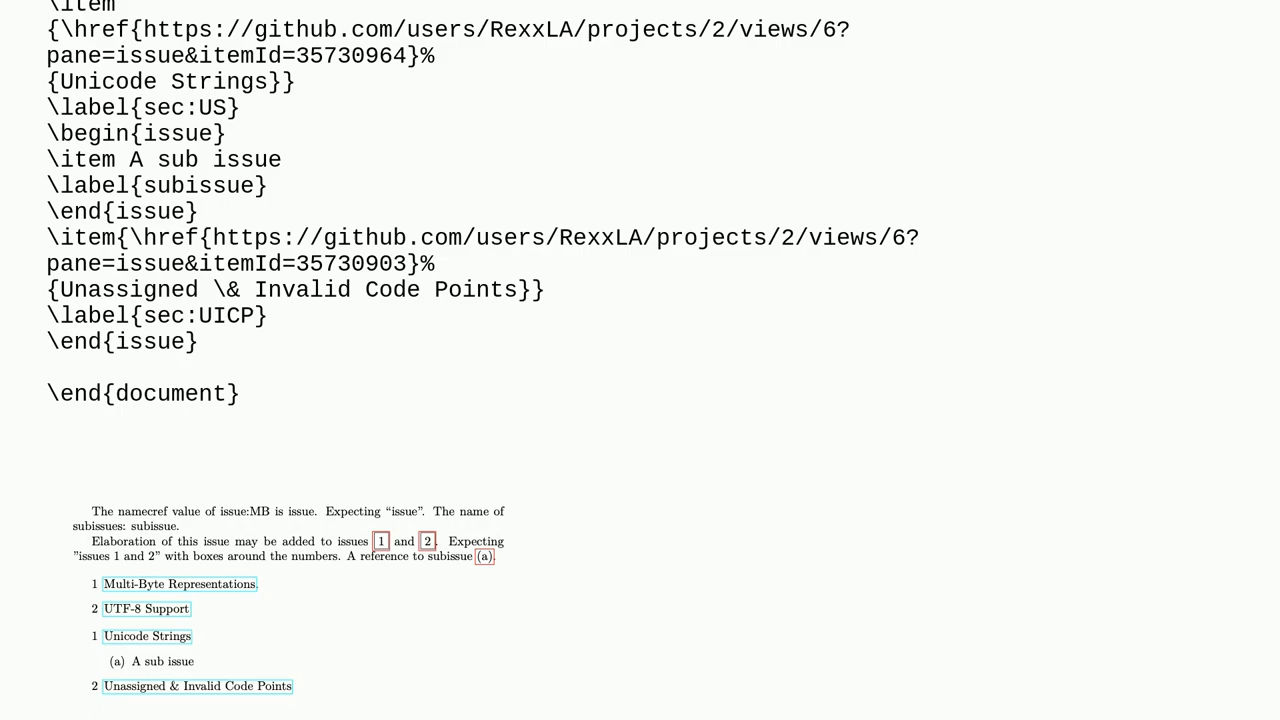 \item
{\href{https://github.com/users/RexxLA/projects/2/views/6?
pane=issue&itemId=35730964}%
{Unicode Strings}}
\label{sec:US}
\begin{issue}
\item A sub issue
\label{subissue}
\end{issue}
\item{\href{https://github.com/users/RexxLA/projects/2/views/6?
pane=issue&itemId=35730903}%
{Unassigned \& Invalid Code Points}}
\label{sec:UICP}
\end{issue}
\end{document}
The namecref value of issue:MB is issue. Expecting “issue”. The name of
subissues: subissue.
Elaboration of this issue may be added to issues 1 and 2. Expecting
”issues 1 and 2” with boxes around the numbers. A reference to subissue (a).
1 Multi-Byte Representations.
2 UTF-8 Support
1 Unicode Strings
(a) A sub issue
2 Unassigned & Invalid Code Points